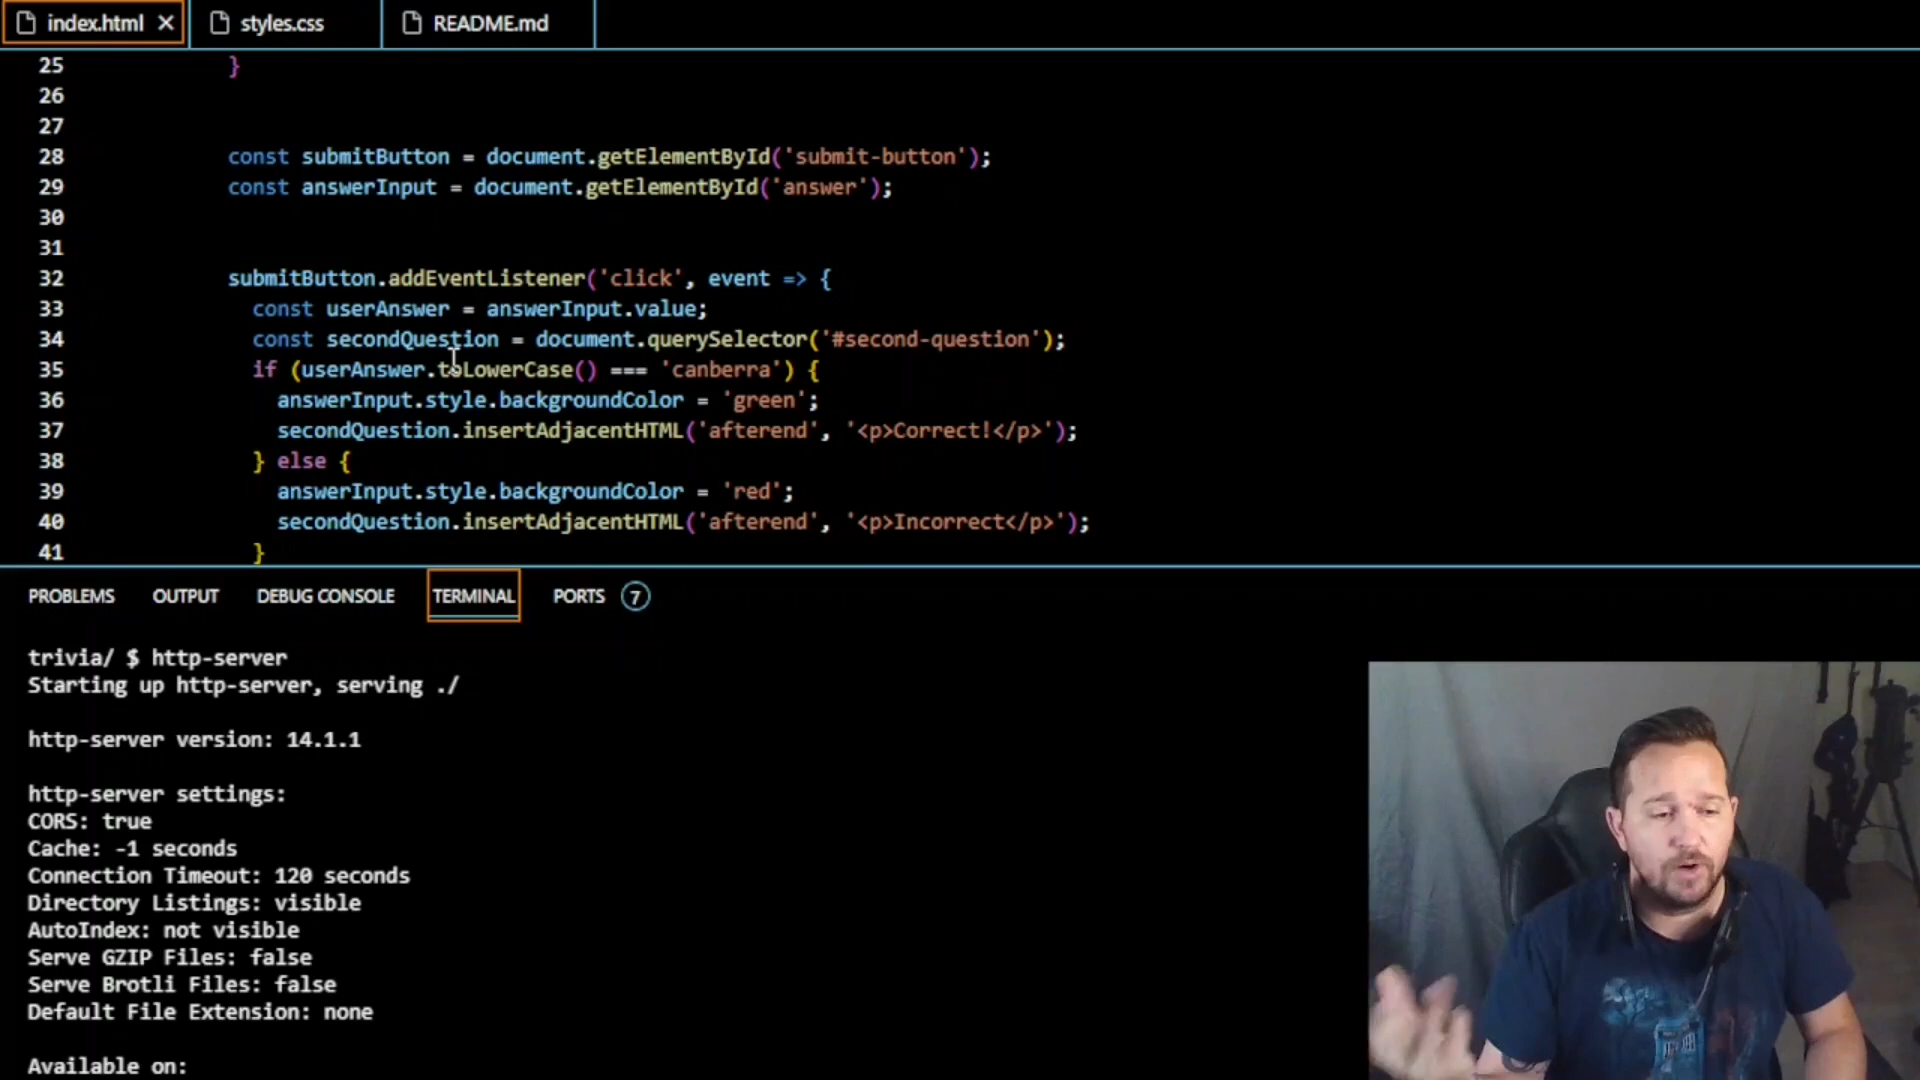 index.html
styles.css
README.md
25 }
26
27
28 const submitButton = document.getElementById('submit-button');
29 const answerInput = document.getElementById('answer');
30
31
32 submitButton.addEventListener('click', event => {
33 const userAnswer = answerInput.value;
34 const secondQuestion = document.querySelector('#second-question');
35 if (userAnswer.toLowerCase() === 'canberra') {
36 answerInput.style.backgroundColor = 'green';
37 secondQuestion.insertAdjacentHTML('afterend', '<p>Correct!</p>');
38 } else {
39 answerInput.style.backgroundColor = 'red';
40 secondQuestion.insertAdjacentHTML('afterend', '<p>Incorrect</p>');
41 }
PROBLEMS OUTPUT DEBUG CONSOLE TERMINAL PORTS 7
trivia/ $ http-server
Starting up http-server, serving ./
http-server version: 14.1.1
http-server settings:
CORS: true
Cache: -1 seconds
Connection Timeout: 120 seconds
Directory Listings: visible
AutoIndex: not visible
Serve GZIP Files: false
Serve Brotli Files: false
Default File Extension: none
Available on: